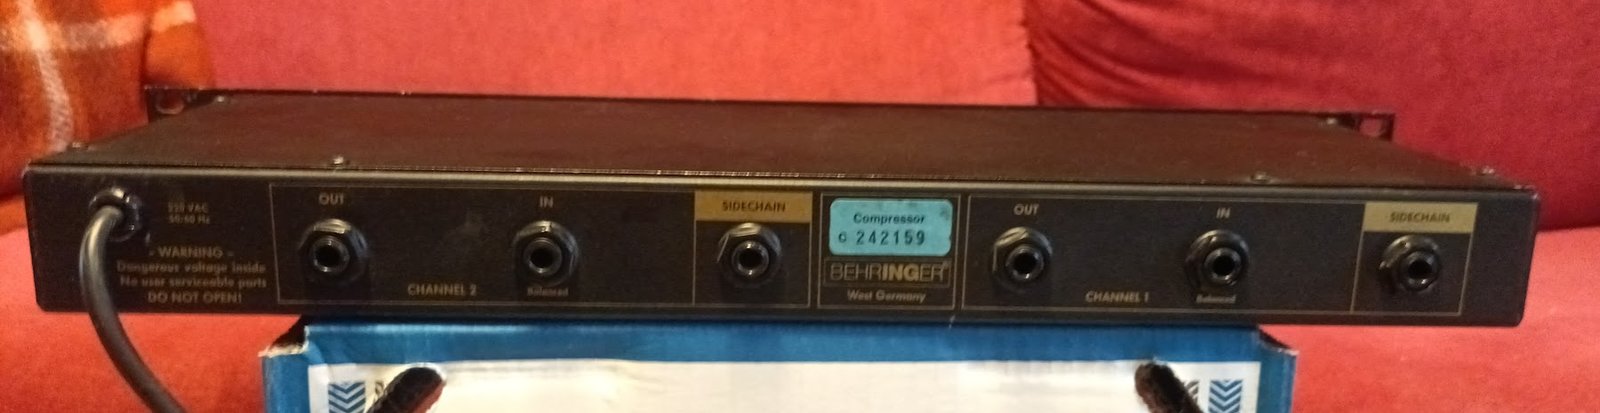 220 VAC
50/60 Hz
- WARNING -
Dangerous voltage inside
No user serviceable parts
DO NOT OPEN!
OUT
IN
Balanced
CHANNEL 2
SIDECHAIN
Compressor
C 242159
BEHRINGER
West Germany
OUT
IN
Balanced
CHANNEL 1
SIDECHAIN